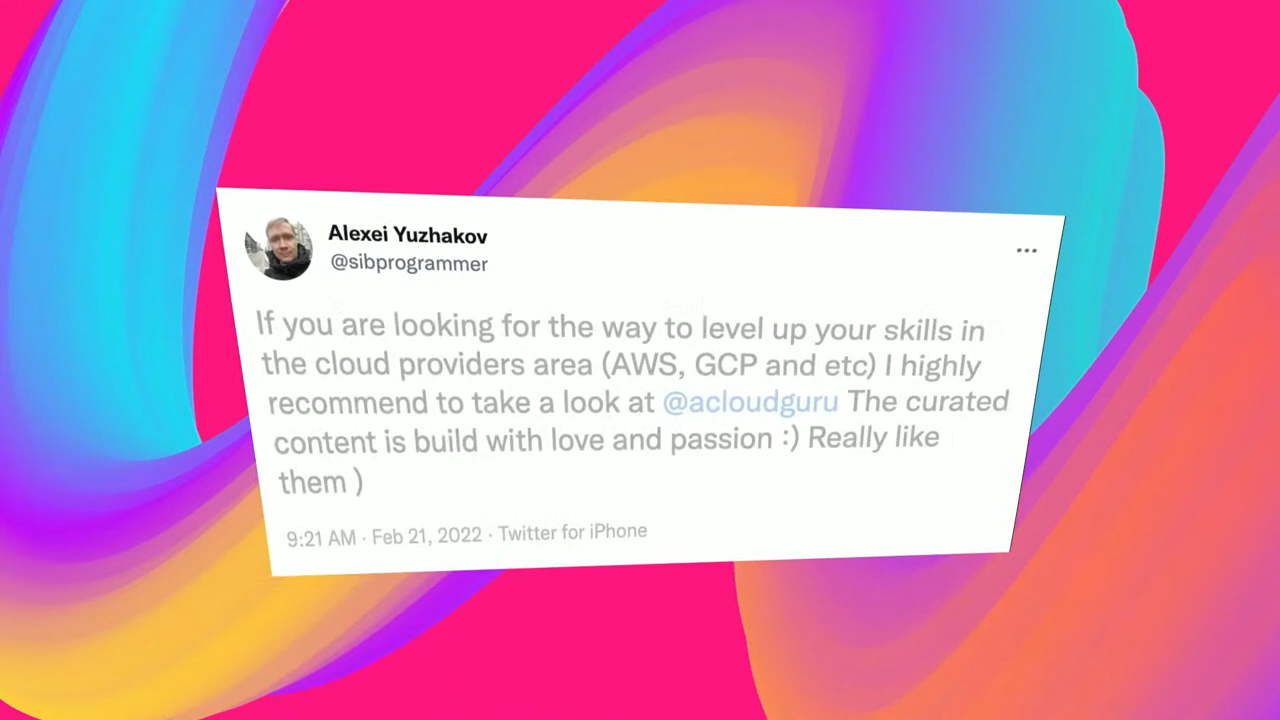 Alexei Yuzhakov
@sibprogrammer
If you are looking for the way to level up your skills in
the cloud providers area (AWS, GCP and etc) I highly
recommend to take a look at @acloudguru The curated
content is build with love and passion :) Really like
them )
9:21 AM · Feb 21, 2022 · Twitter for iPhone